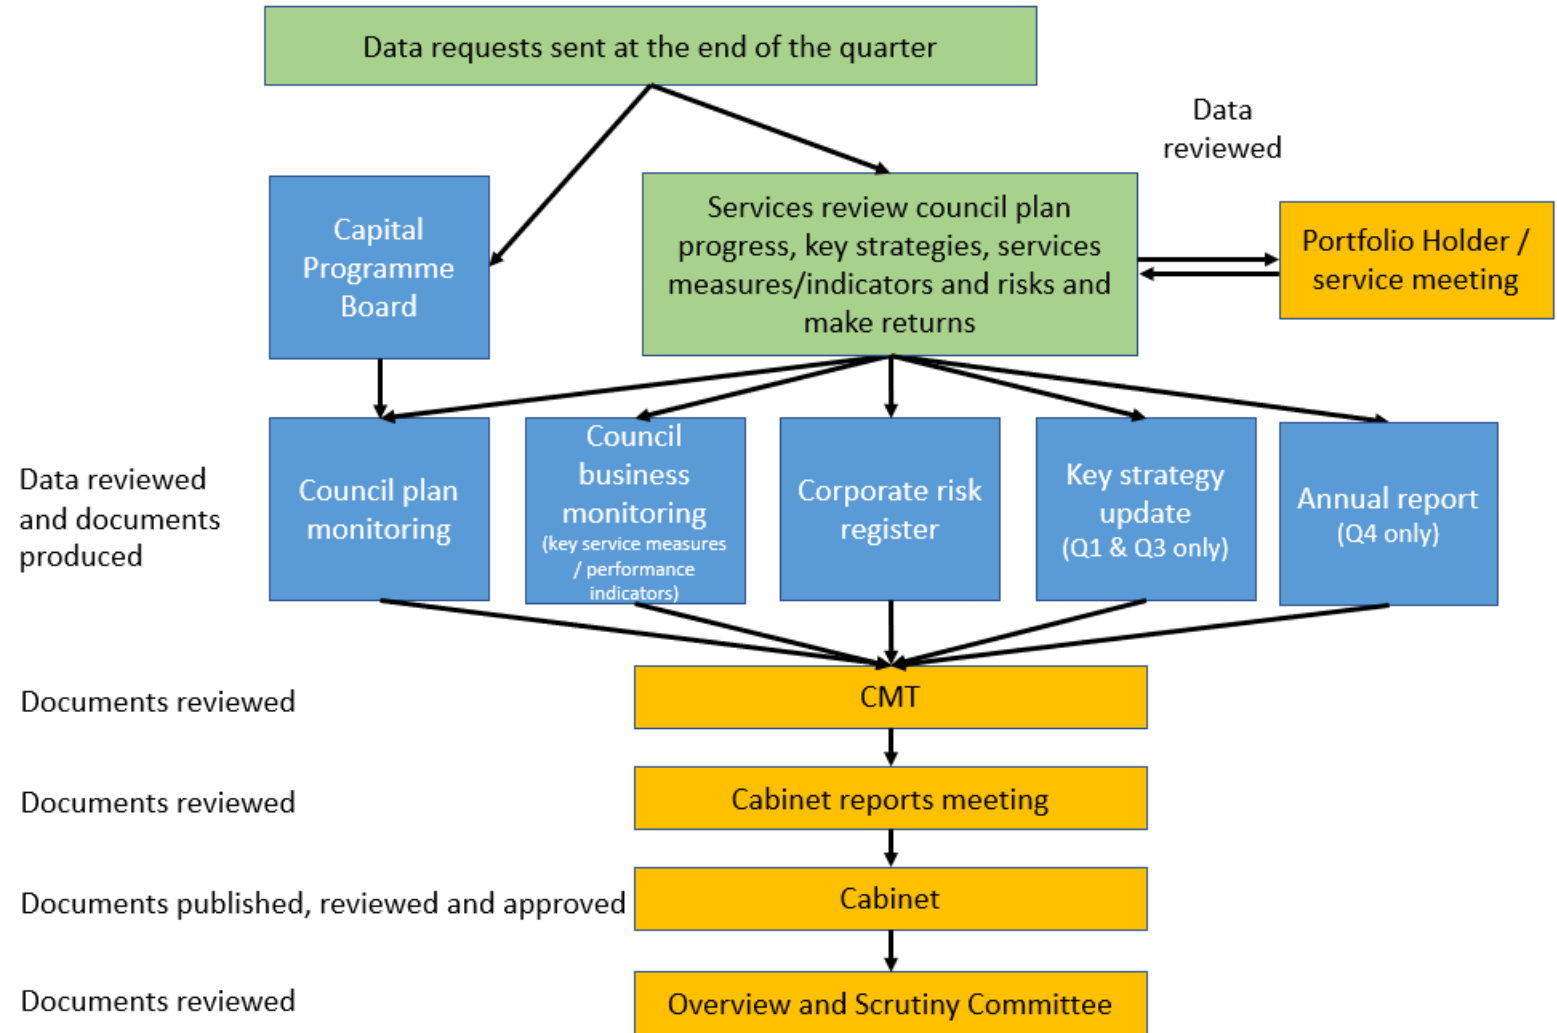 Data requests sent at the end of the quarter
Data
reviewed
Capital
Programme
Board
Services review council plan
progress, key strategies, services
measures/indicators and risks and
make returns
Portfolio Holder /
service meeting
Data reviewed
and documents
produced
Council plan
monitoring
Council
business
monitoring
(key service measures
/ performance
indicators)
Corporate risk
register
Key strategy
update
(Q1 & Q3 only)
Annual report
(Q4 only)
Documents reviewed
CMT
Documents reviewed
Cabinet reports meeting
Documents published, reviewed and approved
Cabinet
Documents reviewed
Overview and Scrutiny Committee